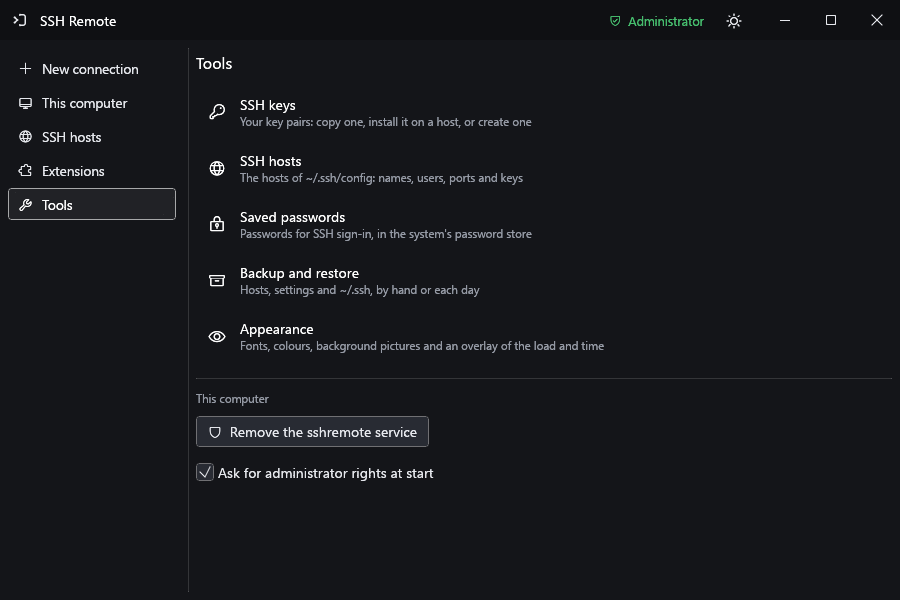 SSH Remote
Administrator
New connection
This computer
SSH hosts
Extensions
Tools
Tools
SSH keys
Your key pairs: copy one, install it on a host, or create one
SSH hosts
The hosts of ~/.ssh/config: names, users, ports and keys
Saved passwords
Passwords for SSH sign-in, in the system's password store
Backup and restore
Hosts, settings and ~/.ssh, by hand or each day
Appearance
Fonts, colours, background pictures and an overlay of the load and time
This computer
Remove the sshremote service
Ask for administrator rights at start